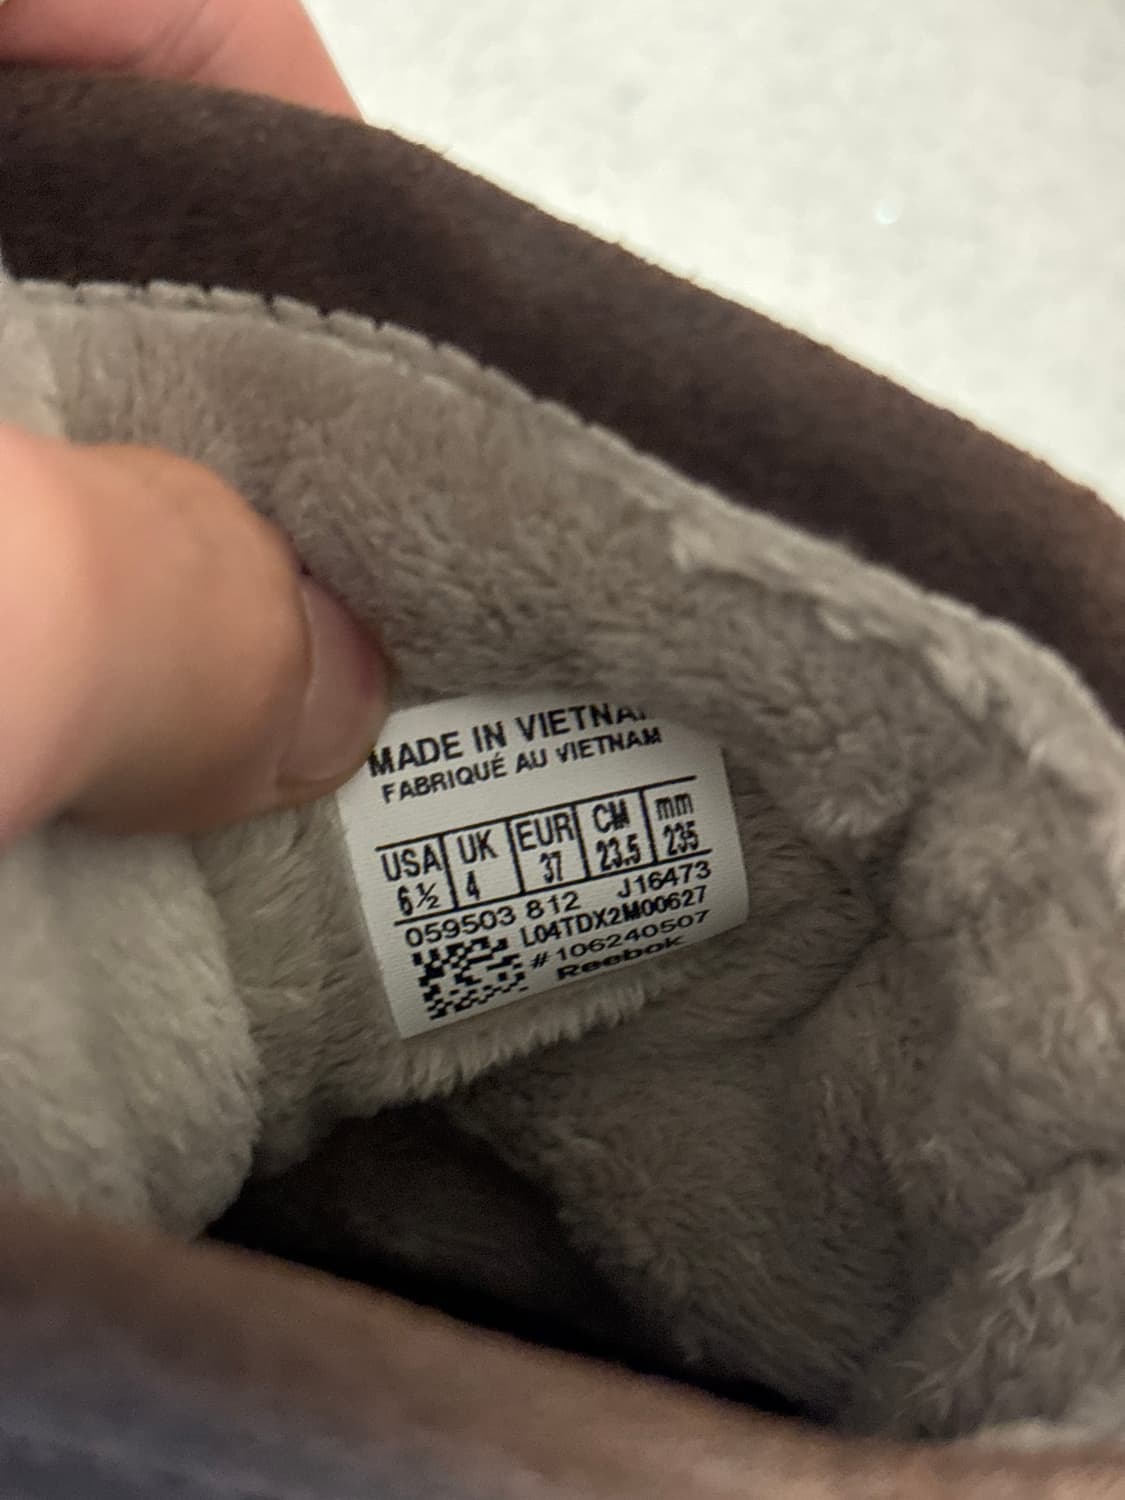 MADE IN VIETNA
FABRIQUÉ AU VIETNAM
USA UK EUR CM mm
6½ 4 37 23.5 235
059503 812 J16473
L04TDX2M00627
#106240507
Reebok